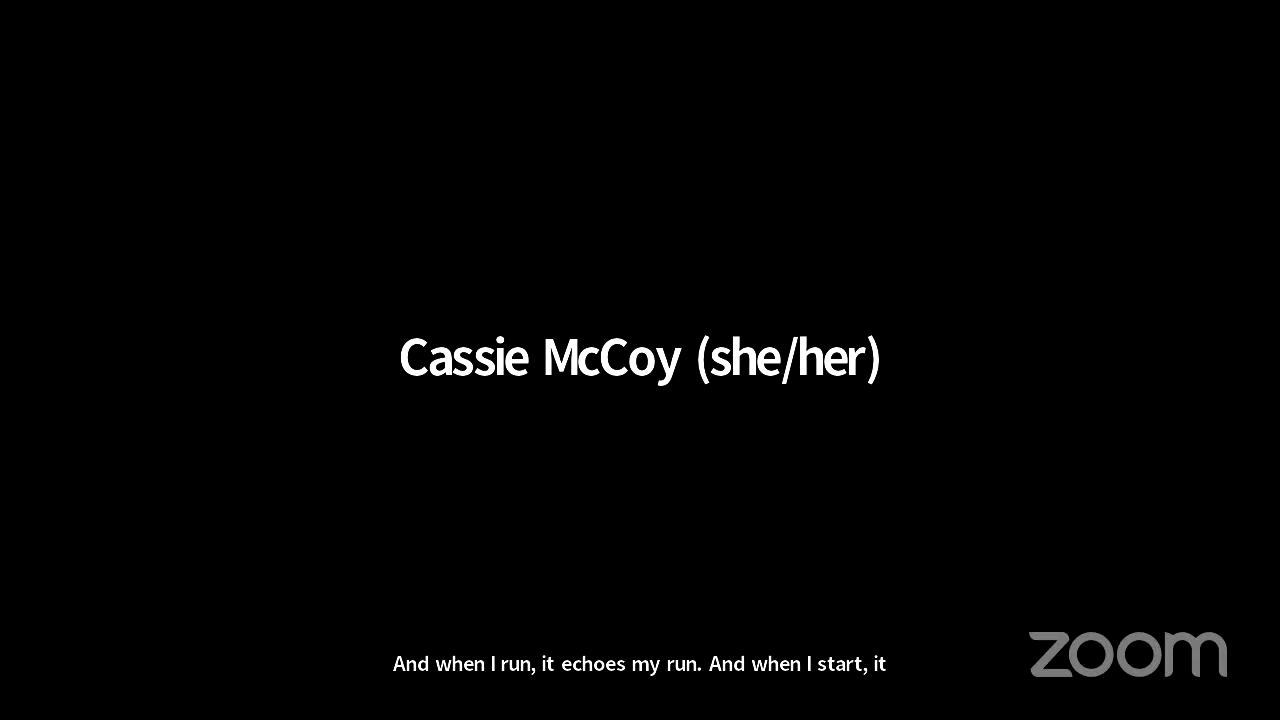 Cassie McCoy (she/her)
And when I run, it echoes my run. And when I start, it
zoom